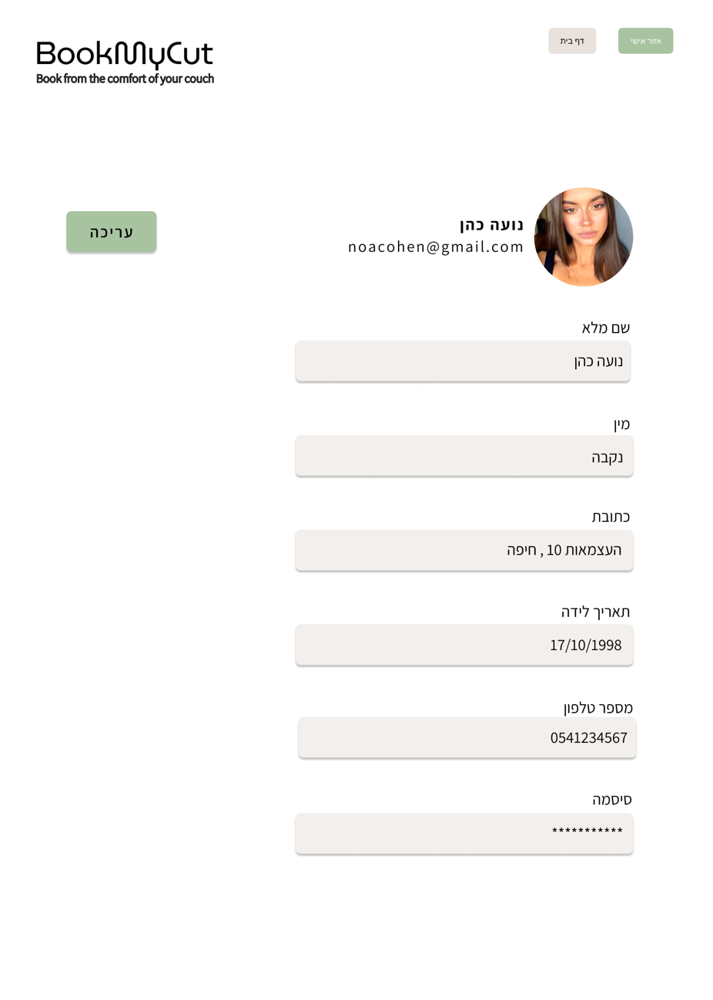 BookMyCut
Book from the comfort of your couch
אזור אישי
דף בית
נועה כהן
noacohen@gmail.com
עריכה
שם מלא
נועה כהן
מין
נקבה
כתובת
העצמאות 10 , חיפה
תאריך לידה
17/10/1998
מספר טלפון
0541234567
סיסמה
***********